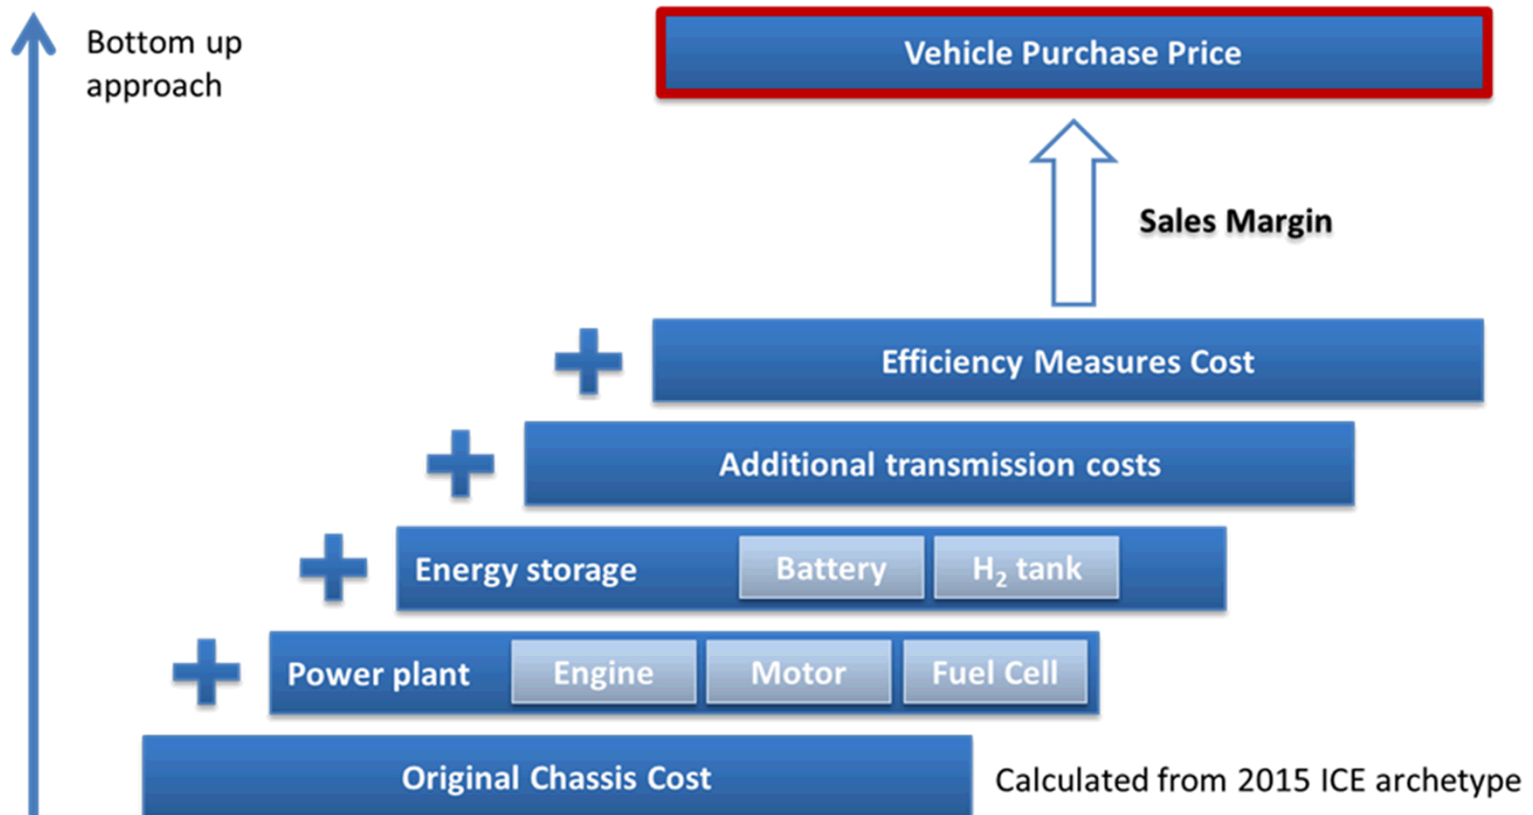 Bottom up
approach
Vehicle Purchase Price
Sales Margin
Efficiency Measures Cost
Additional transmission costs
Energy storage Battery H₂ tank
Power plant Engine Motor Fuel Cell
Original Chassis Cost Calculated from 2015 ICE archetype